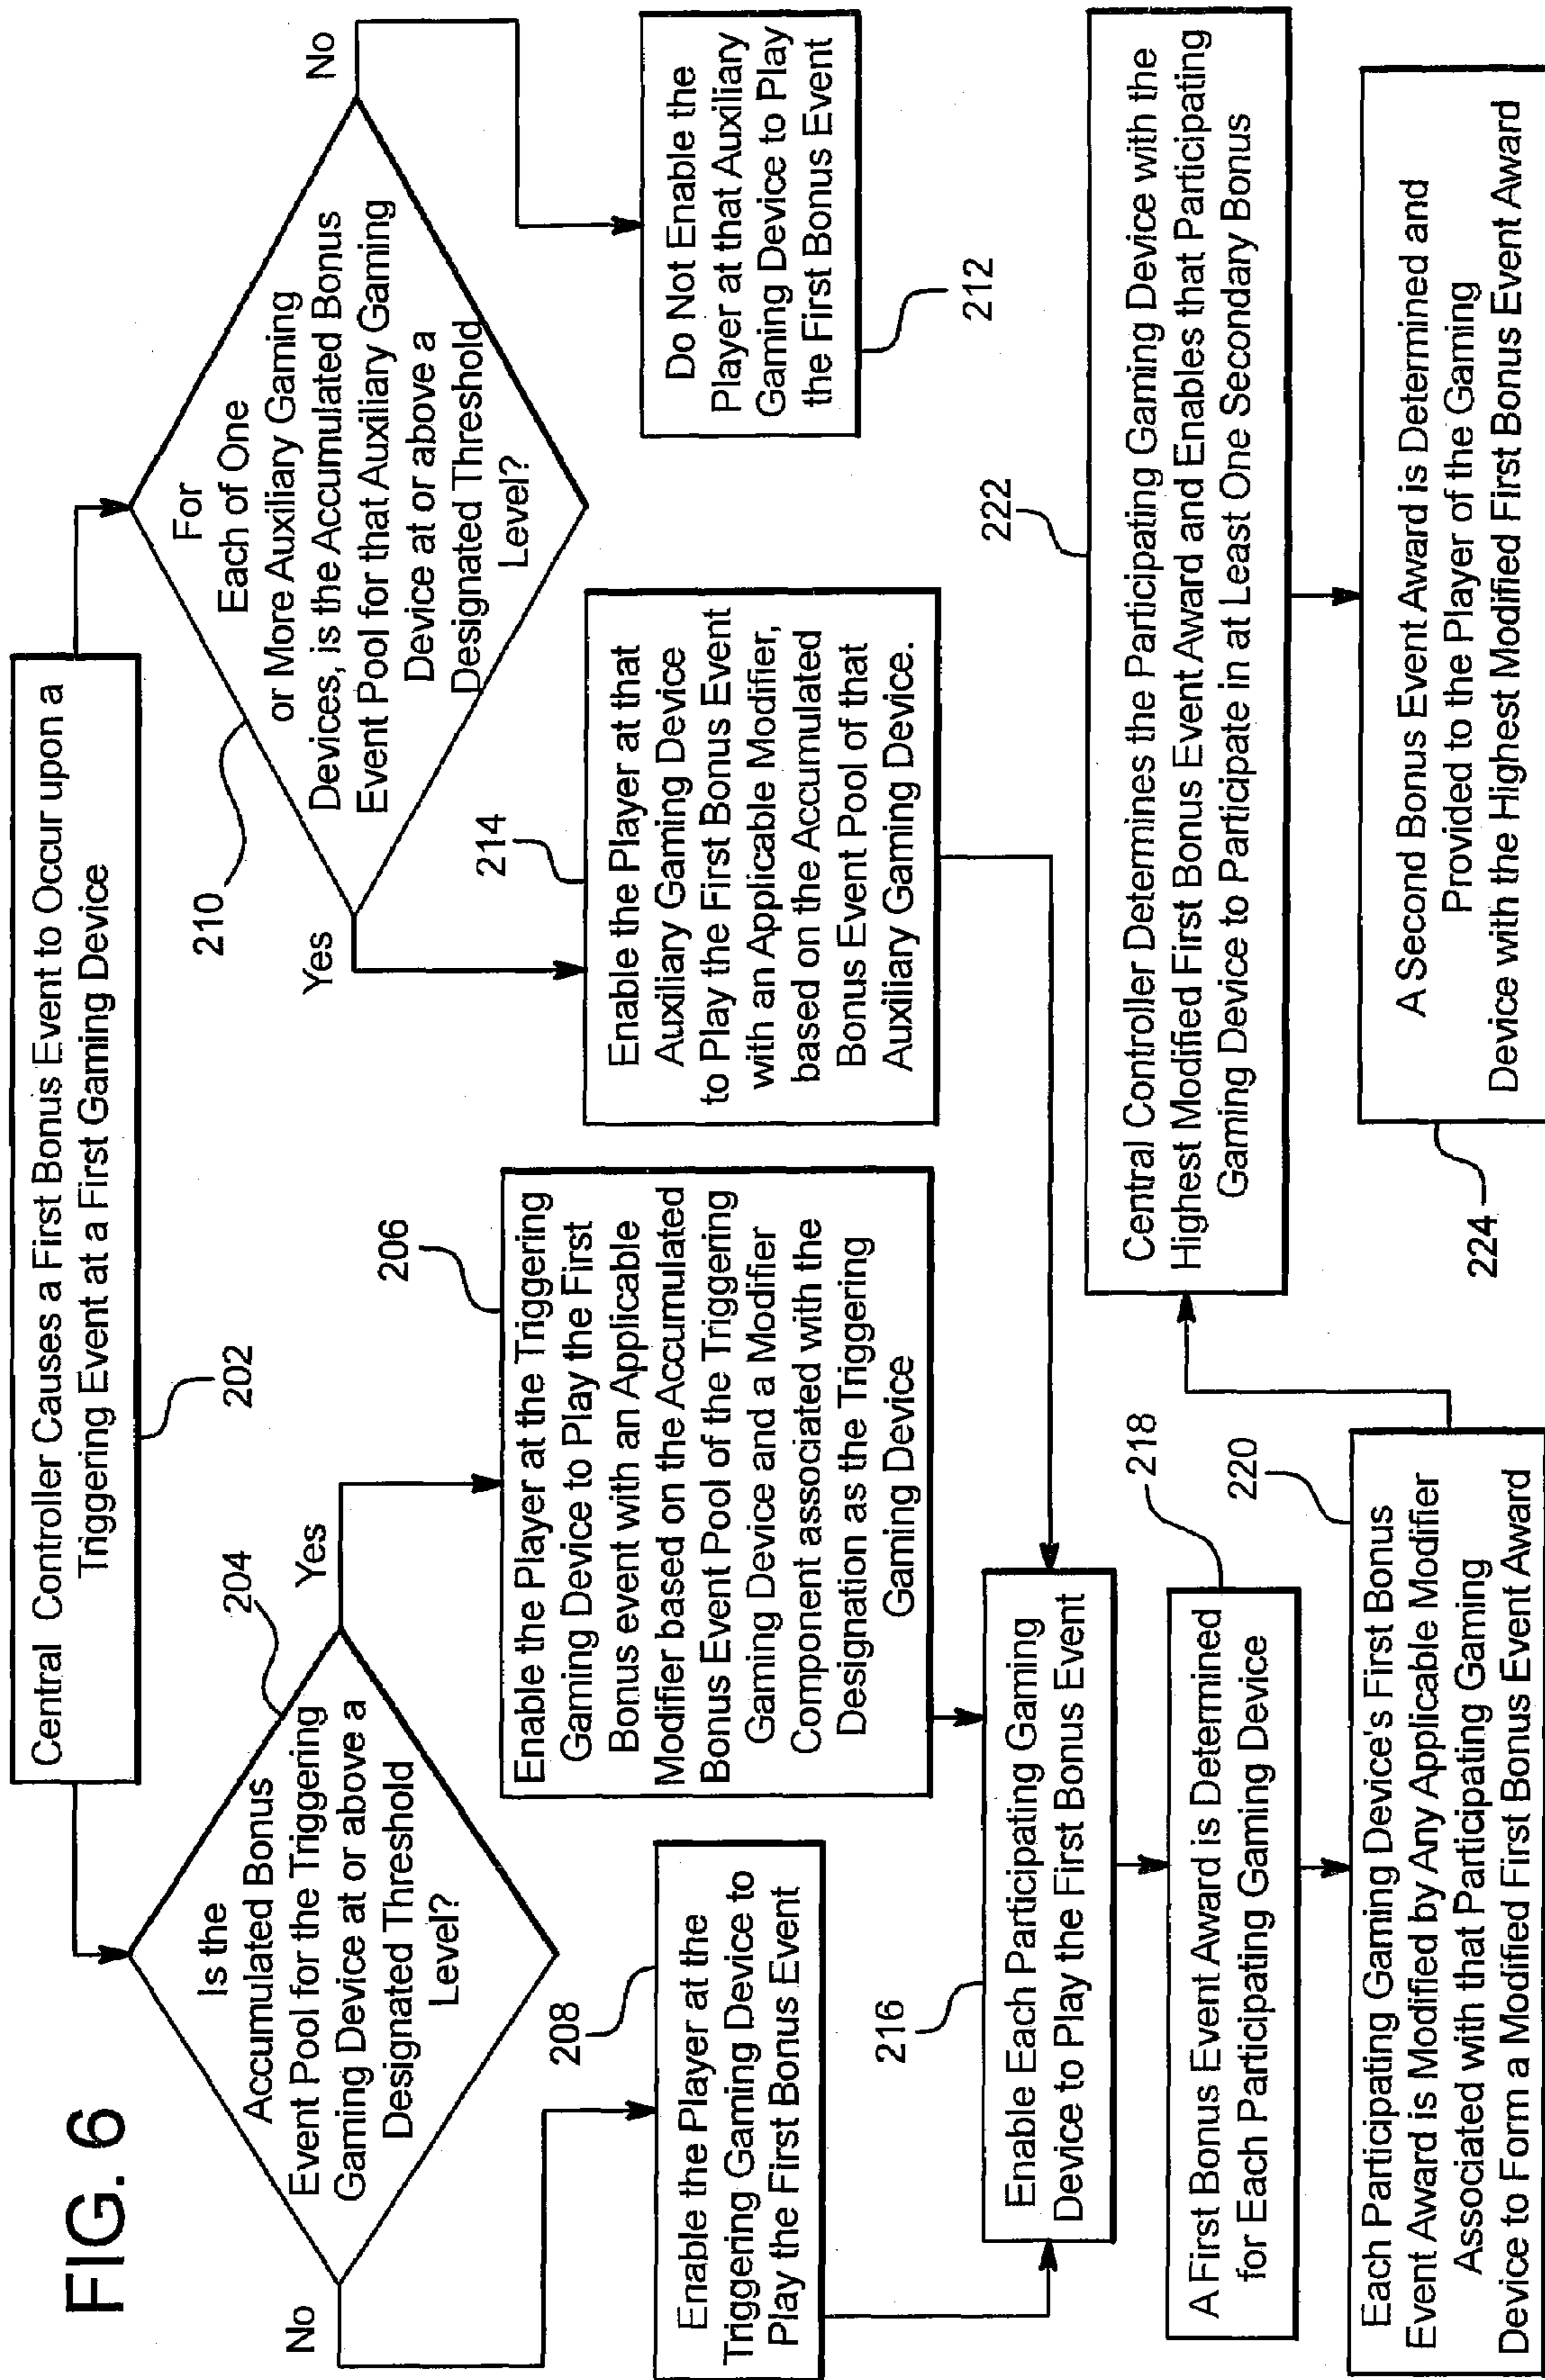 FIG. 6
Central Controller Causes a First Bonus Event to Occur upon a
Triggering Event at a First Gaming Device
202
Is the
Accumulated Bonus
Event Pool for the Triggering
Gaming Device at or above a
Designated Threshold
Level?
204
No
Yes
Enable the Player at the
Triggering Gaming Device to
Play the First Bonus Event
208
Enable the Player at the Triggering
Gaming Device to Play the First
Bonus event with an Applicable
Modifier based on the Accumulated
Bonus Event Pool of the Triggering
Gaming Device and a Modifier
Component associated with the
Designation as the Triggering
Gaming Device
206
For
Each of One
or More Auxiliary Gaming
Devices, is the Accumulated Bonus
Event Pool for that Auxiliary Gaming
Device at or above a
Designated Threshold
Level?
210
Yes
No
Enable the Player at that
Auxiliary Gaming Device
to Play the First Bonus Event
with an Applicable Modifier,
based on the Accumulated
Bonus Event Pool of that
Auxiliary Gaming Device.
214
Do Not Enable the
Player at that Auxiliary
Gaming Device to Play
the First Bonus Event
212
Enable Each Participating Gaming
Device to Play the First Bonus Event
216
A First Bonus Event Award is Determined
for Each Participating Gaming Device
218
Each Participating Gaming Device's First Bonus
Event Award is Modified by Any Applicable Modifier
Associated with that Participating Gaming
Device to Form a Modified First Bonus Event Award
220
Central Controller Determines the Participating Gaming Device with the
Highest Modified First Bonus Event Award and Enables that Participating
Gaming Device to Participate in at Least One Secondary Bonus
222
A Second Bonus Event Award is Determined and
Provided to the Player of the Gaming
Device with the Highest Modified First Bonus Event Award
224